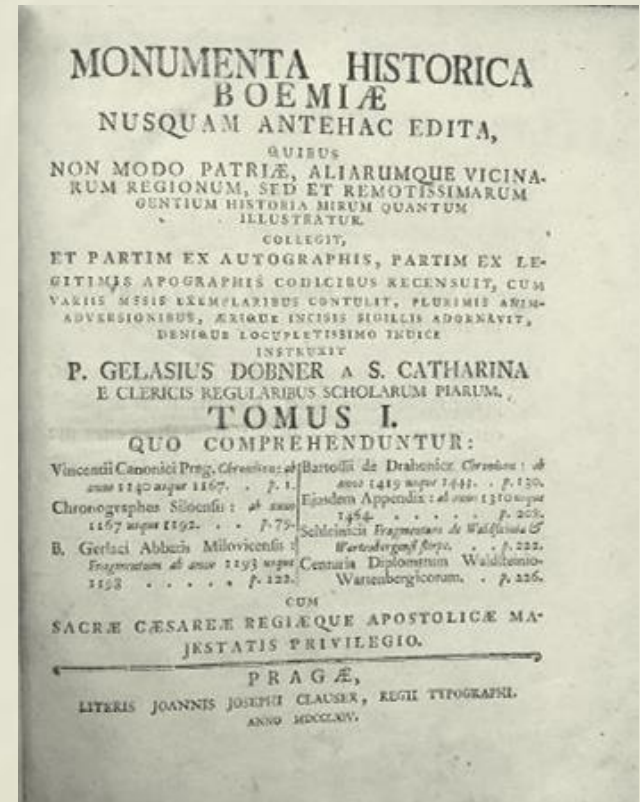 MONUMENTA HISTORICA
BOEMIÆ
NUSQUAM ANTEHAC EDITA,
QUIBUS
NON MODO PATRIÆ, ALIARUMQUE VICINA-
RUM REGIONUM, SED ET REMOTISSIMARUM
GENTIUM HISTORIA MIRUM QUANTUM
ILLUSTRATUR.
COLLEGIT,
ET PARTIM EX AUTOGRAPHIS, PARTIM EX LE-
GITIMIS APOGRAPHIS CODICIBUS RECENSUIT, CUM
VARIIS MSSIS EXEMPLARIBUS CONTULIT, PLURIMIS ANIM-
ADVERSIONIBUS, ÆRIQUE INCISIS SIGILLIS ADORNAVIT,
DENIQUE LOCUPLETISSIMO INDICE
INSTRUXIT
P. GELASIUS DOBNER A S. CATHARINA
E CLERICIS REGULARIBUS SCHOLARUM PIARUM.
TOMUS I.
QUO COMPREHENDUNTUR:
Vincentii Canonici Prag. Chronicon: ab
anno 1140 usque 1167. . p. 1.
Chronographus Siloensis: ab anno
1167 usque 1192. . . p. 79.
B. Gerlaci Abbatis Milovicensis:
Fragmentum ab anno 1193 usque
1198 . . . . . p. 122.
Bartossii de Drahonicz Chronicon: ab
anno 1419 usque 1443. . p. 130.
Ejusdem Appendix: ab anno 1310 usque
1464. . . . . . p. 208.
Schleinicii Fragmentum de Waldsteinia &
Wartenbergensi stirpe. . . p. 222.
Centuria Diplomatum Waldsteinio-
Wartenbergicorum. . p. 226.
CUM
SACRÆ CÆSAREÆ REGIÆQUE APOSTOLICÆ MA-
JESTATIS PRIVILEGIO.
PRAGÆ,
LITERIS JOANNIS JOSEPHI CLAUSER, REGII TYPOGRAPHI.
ANNO MDCCLXIV.